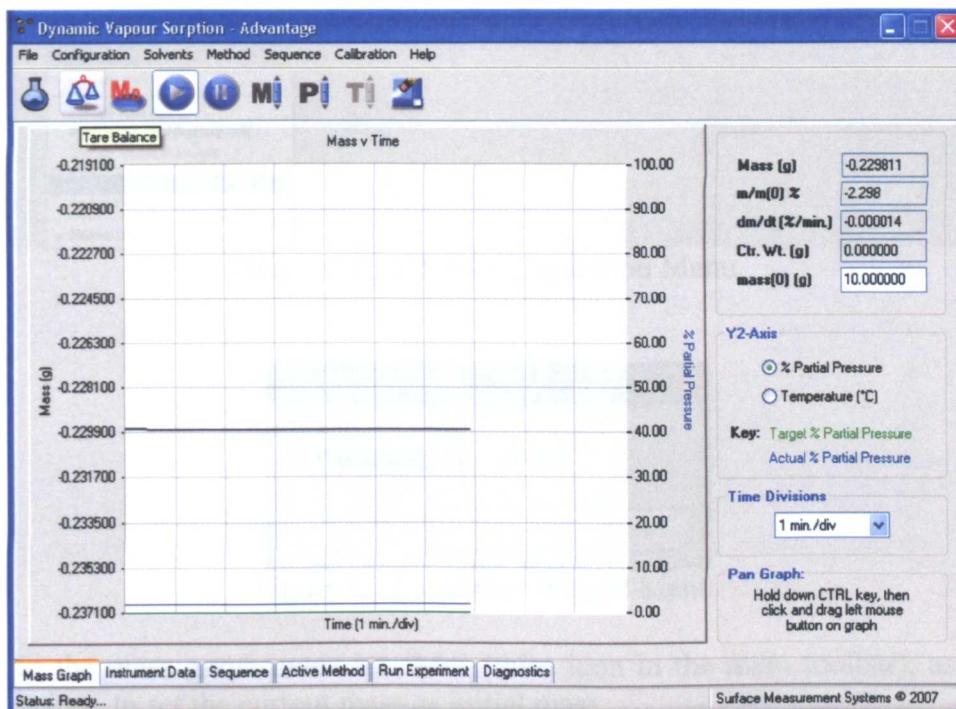 Dynamic Vapour Sorption - Advantage
File Configuration Solvents Method Sequence Calibration Help
M0 M P T
Tare Balance
Mass v Time
-0.219100
-0.220900
-0.222700
-0.224500
-0.226300
-0.228100
-0.229900
-0.231700
-0.233500
-0.235300
-0.237100
Mass (g)
100.00
90.00
80.00
70.00
60.00
50.00
40.00
30.00
20.00
10.00
0.00
% Partial Pressure
Time (1 min./div)
Mass (g) -0.229811
m/m(0) % -2.298
dm/dt (%/min.) -0.000014
Ctr. Wt. (g) 0.000000
mass(0) (g) 10.000000
Y2-Axis
% Partial Pressure
Temperature (°C)
Key: Target % Partial Pressure
Actual % Partial Pressure
Time Divisions
1 min./div
Pan Graph:
Hold down CTRL key, then
click and drag left mouse
button on graph
Mass Graph Instrument Data Sequence Active Method Run Experiment Diagnostics
Status: Ready... Surface Measurement Systems © 2007